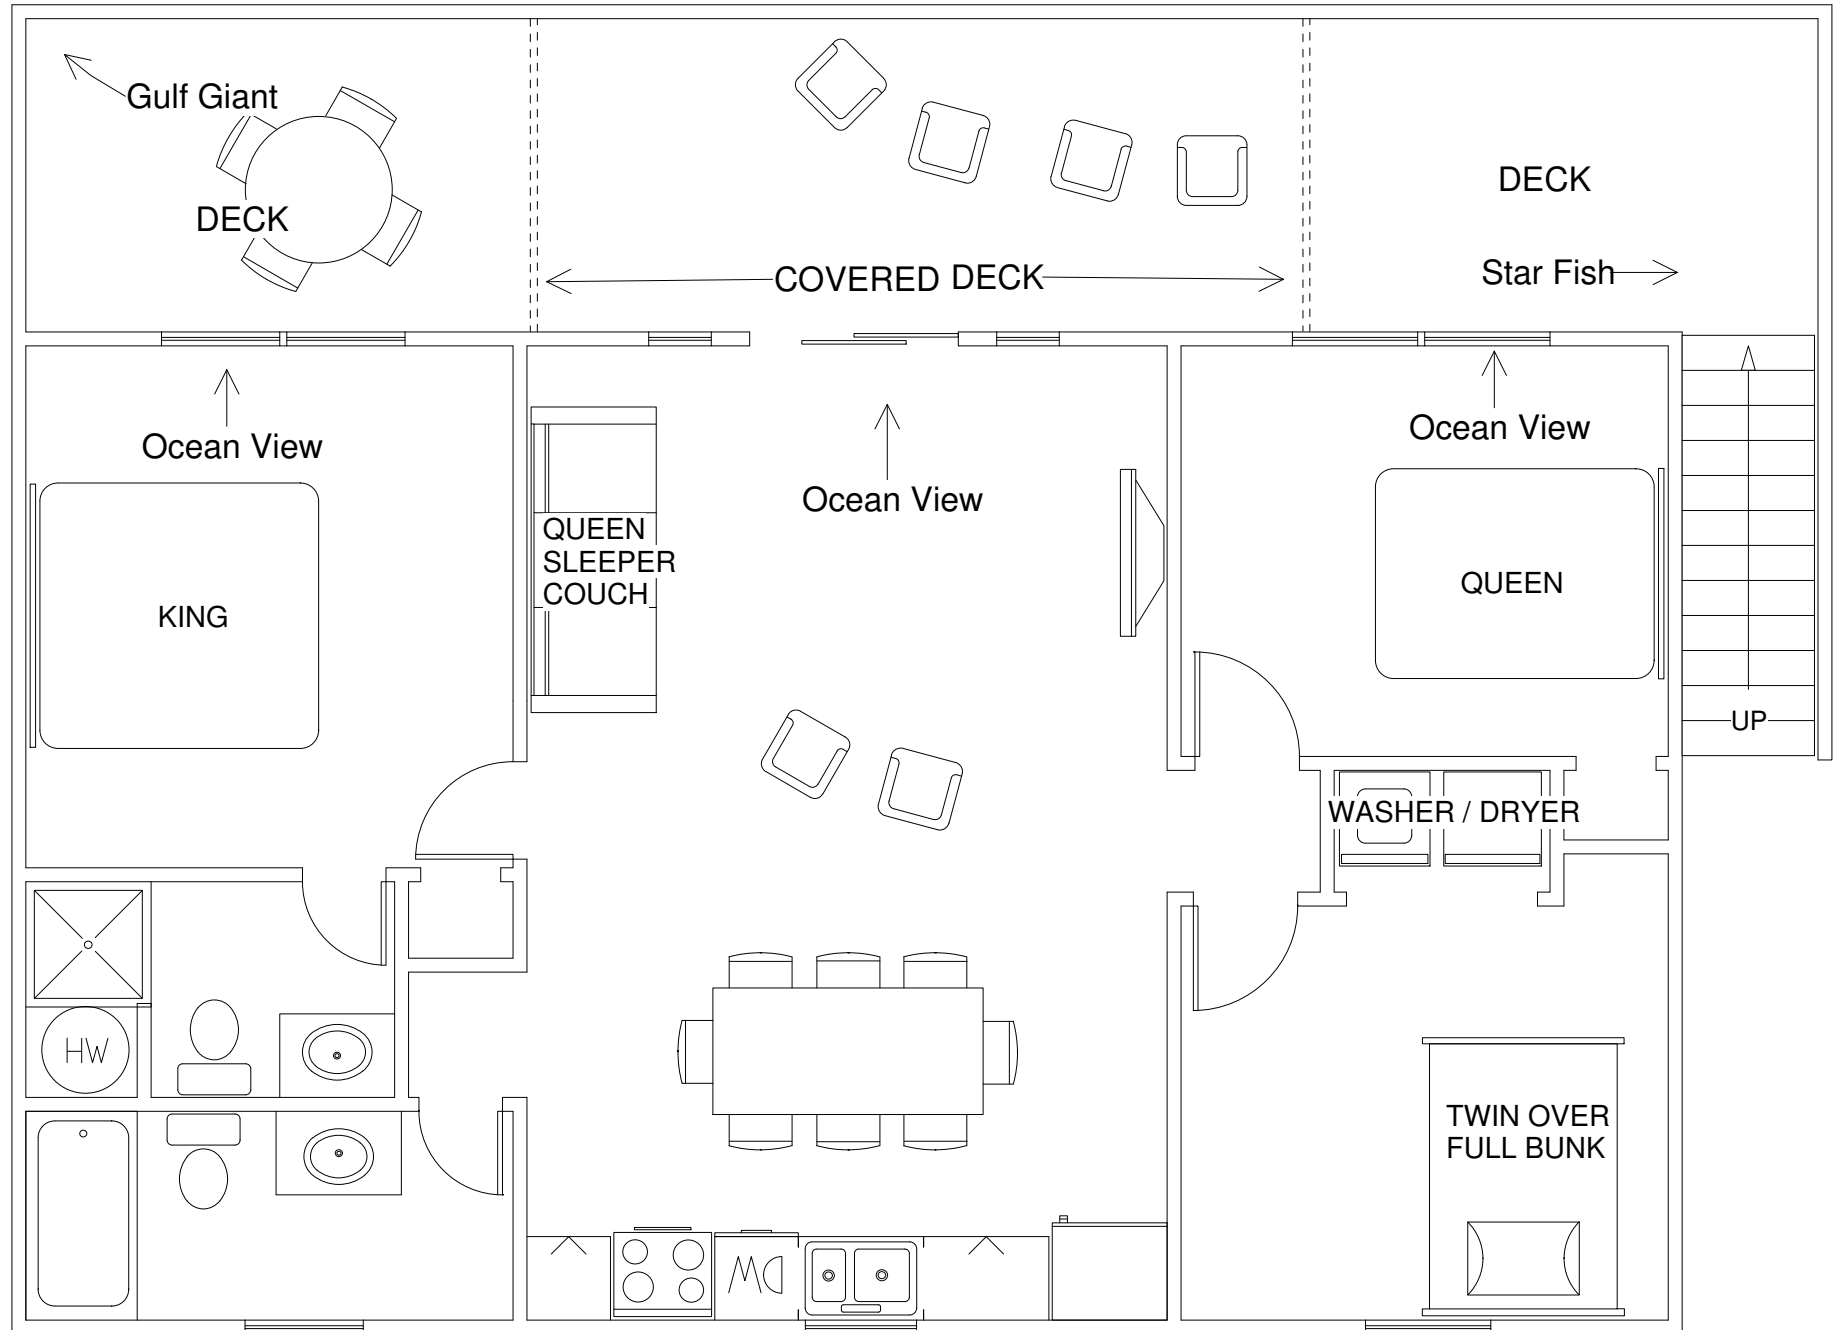 Gulf Giant
DECK
DECK
COVERED DECK
Star Fish
Ocean View
Ocean View
Ocean View
QUEEN
SLEEPER
COUCH
KING
QUEEN
UP
WASHER / DRYER
HW
TWIN OVER
FULL BUNK
DW